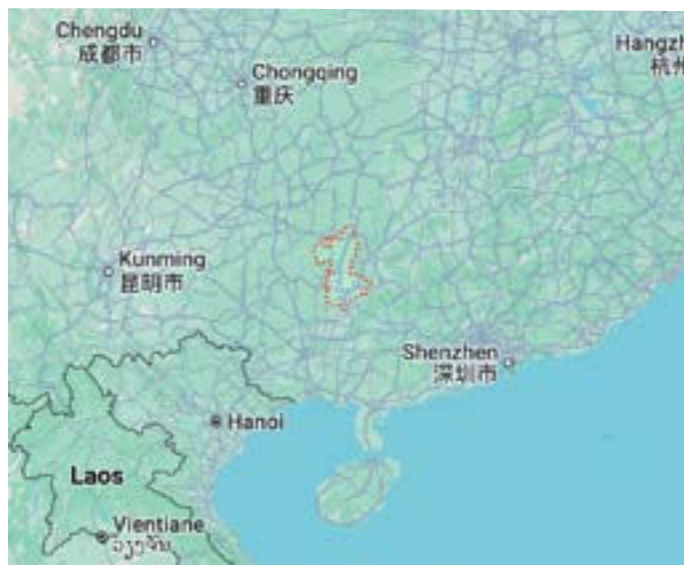 Chengdu
成都市
Chongqing
重庆
Hangzh
杭州
Kunming
昆明市
Shenzhen
深圳市
Hanoi
Laos
Vientiane
ວຽງຈັນ